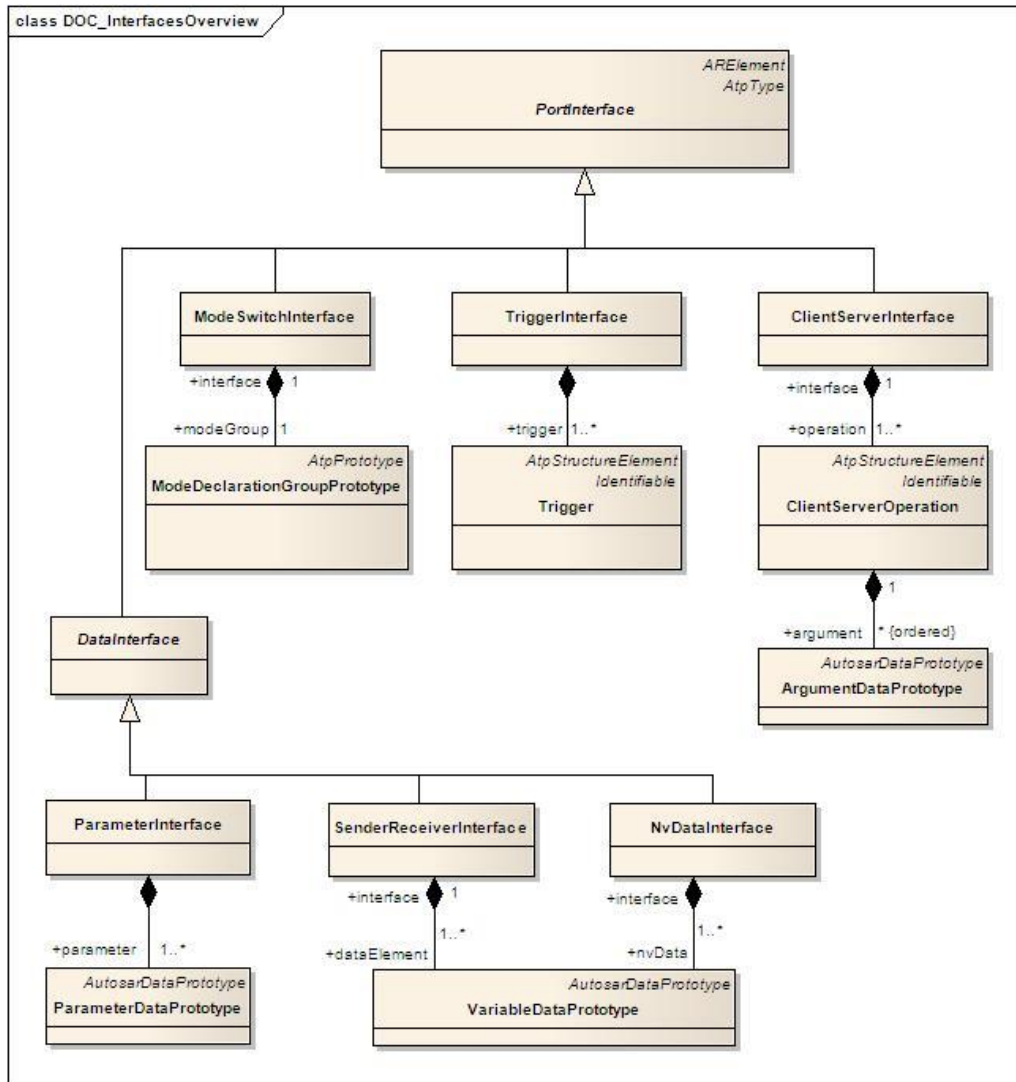 class DOC_InterfacesOverview
ARElement
AtpType
PortInterface
ModeSwitchInterface
TriggerInterface
ClientServerInterface
+interface 1
+interface 1
+modeGroup 1
+trigger 1..*
+operation 1..*
AtpPrototype
ModeDeclarationGroupPrototype
AtpStructureElement
Identifiable
Trigger
AtpStructureElement
Identifiable
ClientServerOperation
1
+argument * {ordered}
DataInterface
AutosarDataPrototype
ArgumentDataPrototype
ParameterInterface
SenderReceiverInterface
NvDataInterface
+interface 1
+interface
+parameter 1..*
1..*
+dataElement
1..*
+nvData
AutosarDataPrototype
ParameterDataPrototype
AutosarDataPrototype
VariableDataPrototype